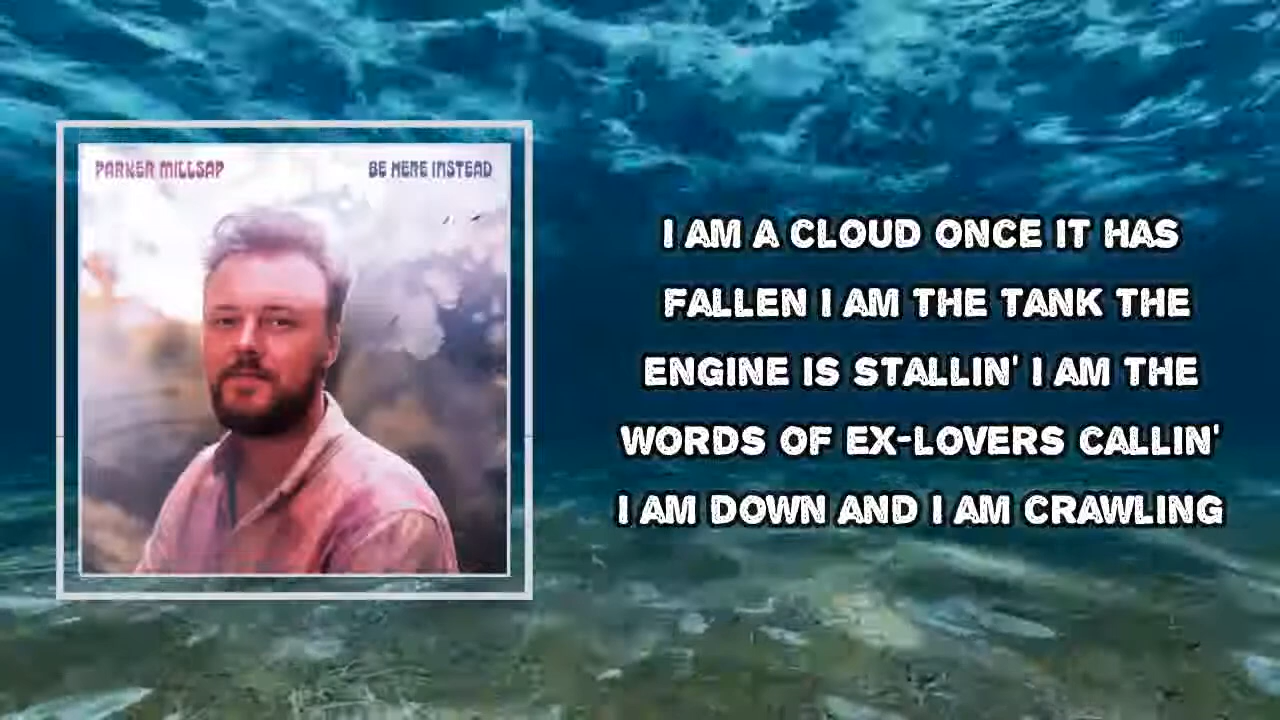 PARKER MILLSAP
BE HERE INSTEAD
I AM A CLOUD ONCE IT HAS
FALLEN I AM THE TANK THE
ENGINE IS STALLIN' I AM THE
WORDS OF EX-LOVERS CALLIN'
I AM DOWN AND I AM CRAWLING